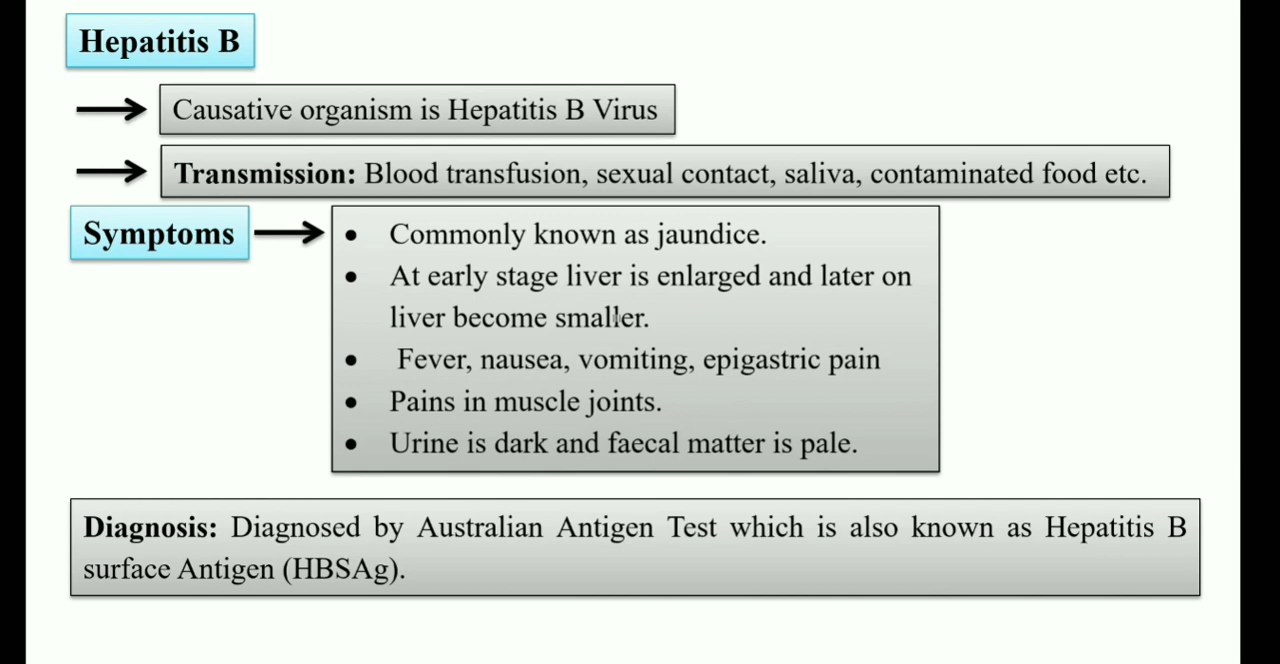 Hepatitis B
Causative organism is Hepatitis B Virus
Transmission: Blood transfusion, sexual contact, saliva, contaminated food etc.
Symptoms
• Commonly known as jaundice.
• At early stage liver is enlarged and later on
liver become smaller.
• Fever, nausea, vomiting, epigastric pain
• Pains in muscle joints.
• Urine is dark and faecal matter is pale.
Diagnosis: Diagnosed by Australian Antigen Test which is also known as Hepatitis B
surface Antigen (HBSAg).